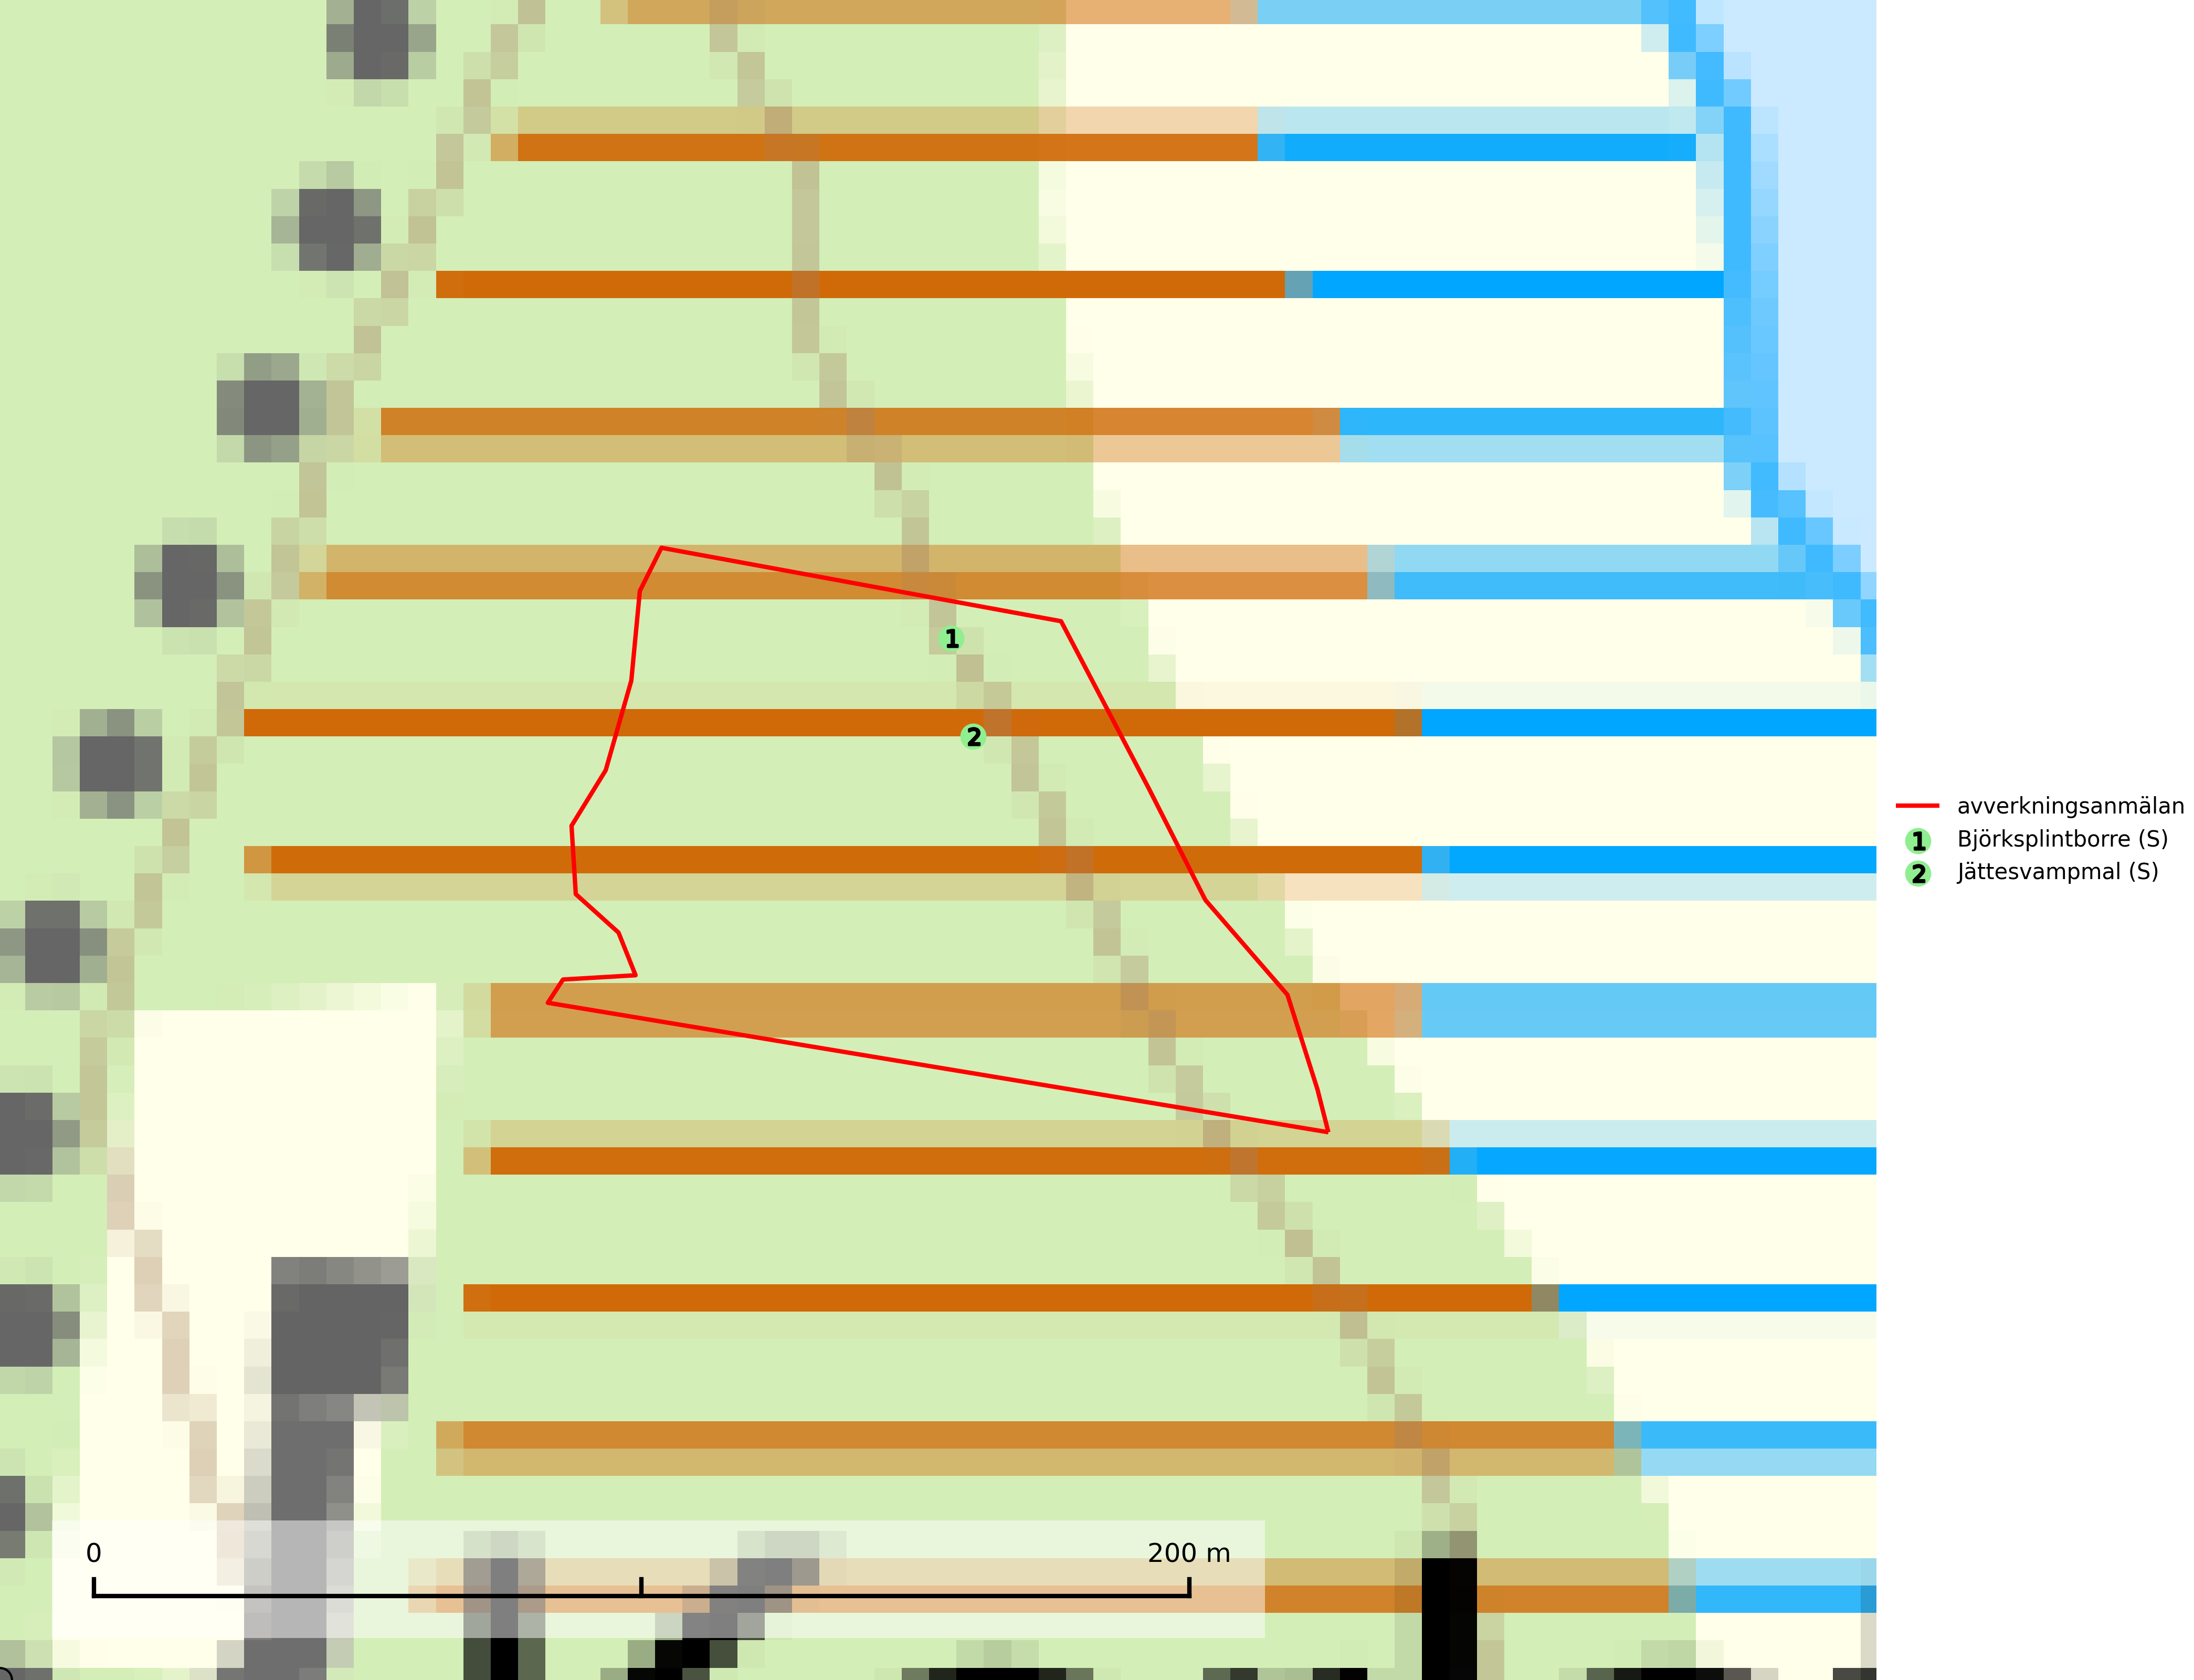 1
2
avverkningsanmälan
1 Björksplintborre (S)
2 Jättesvampmal (S)
0 200 m